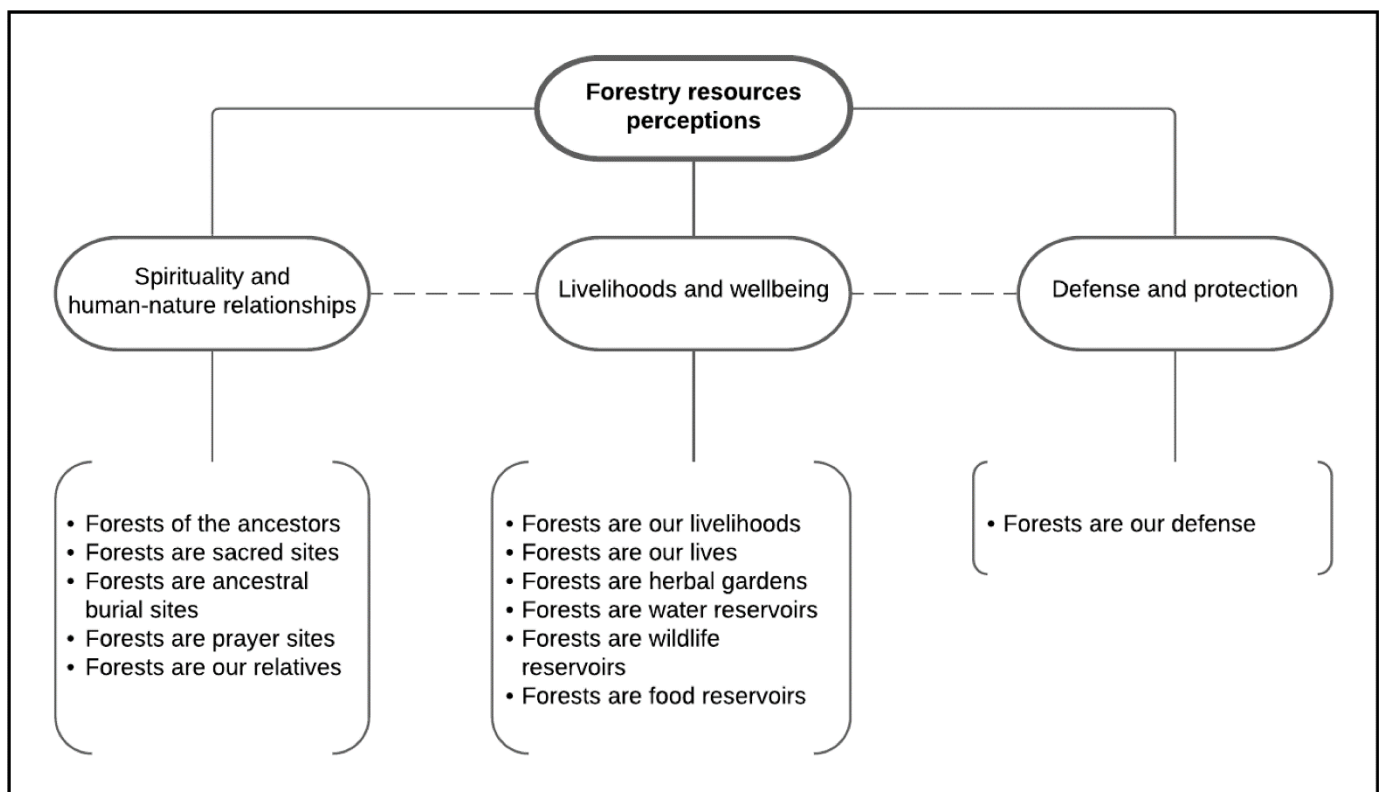 Forestry resources
perceptions
Spirituality and
human-nature relationships
Livelihoods and wellbeing
Defense and protection
• Forests of the ancestors
• Forests are sacred sites
• Forests are ancestral
burial sites
• Forests are prayer sites
• Forests are our relatives
• Forests are our livelihoods
• Forests are our lives
• Forests are herbal gardens
• Forests are water reservoirs
• Forests are wildlife
reservoirs
• Forests are food reservoirs
• Forests are our defense